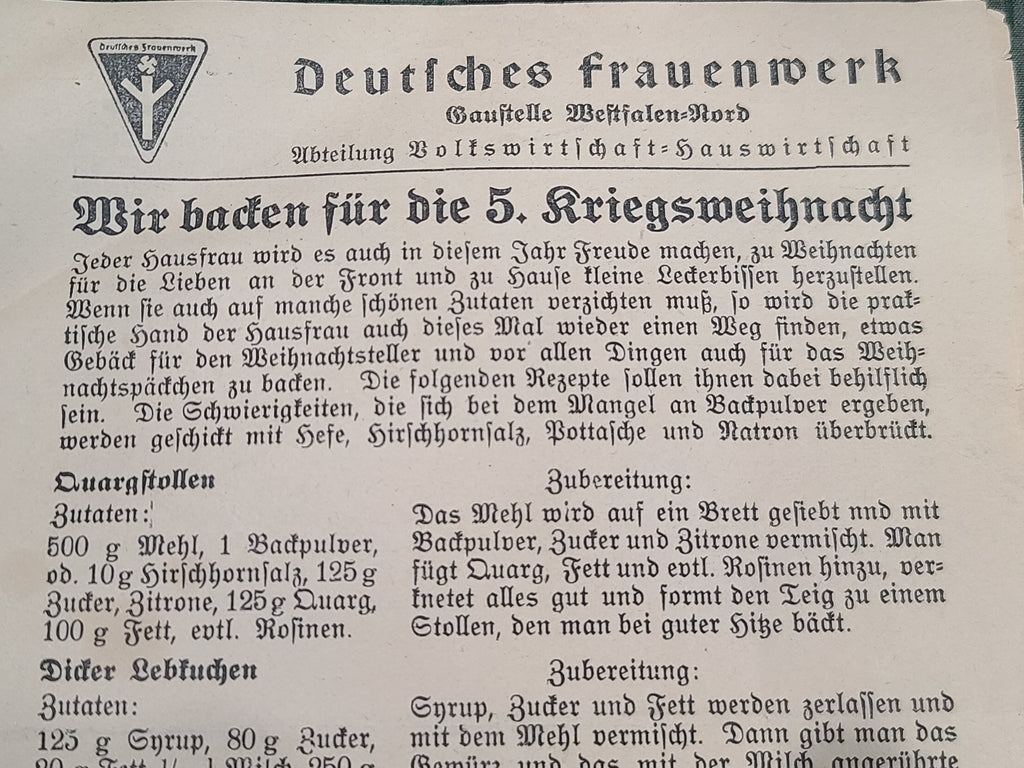 Deutsches Frauenwerk
Deutsches Frauenwerk
Gaustelle Westfalen-Nord
Abteilung Volkswirtschaft-Hauswirtschaft
Wir backen für die 5. Kriegsweihnacht
Jeder Hausfrau wird es auch in diesem Jahr Freude machen, zu Weihnachten
für die Lieben an der Front und zu Hause kleine Leckerbissen herzustellen.
Wenn sie auch auf manche schönen Zutaten verzichten muß, so wird die prak-
tische Hand der Hausfrau auch dieses Mal wieder einen Weg finden, etwas
Gebäck für den Weihnachtsteller und vor allen Dingen auch für das Weih-
nachtspäckchen zu backen. Die folgenden Rezepte sollen ihnen dabei behilflich
sein. Die Schwierigkeiten, die sich bei dem Mangel an Backpulver ergeben,
werden geschickt mit Hefe, Hirschhornsalz, Pottasche und Natron überbrückt.
Quargstollen
Zutaten:
500 g Mehl, 1 Backpulver,
od. 10 g Hirschhornsalz, 125 g
Zucker, Zitrone, 125 g Quarg,
100 g Fett, evtl. Rosinen.
Zubereitung:
Das Mehl wird auf ein Brett gesiebt nnd mit
Backpulver, Zucker und Zitrone vermischt. Man
fügt Quarg, Fett und evtl. Rosinen hinzu, ver-
knetet alles gut und formt den Teig zu einem
Stollen, den man bei guter Hitze bäckt.
Dicker Lebkuchen
Zutaten:
125 g Syrup, 80 g Zucker,
Zubereitung:
Syrup, Zucker und Fett werden zerlassen und
mit dem Mehl vermischt. Dann gibt man das
Gewürz und das mit der Milch angerührte